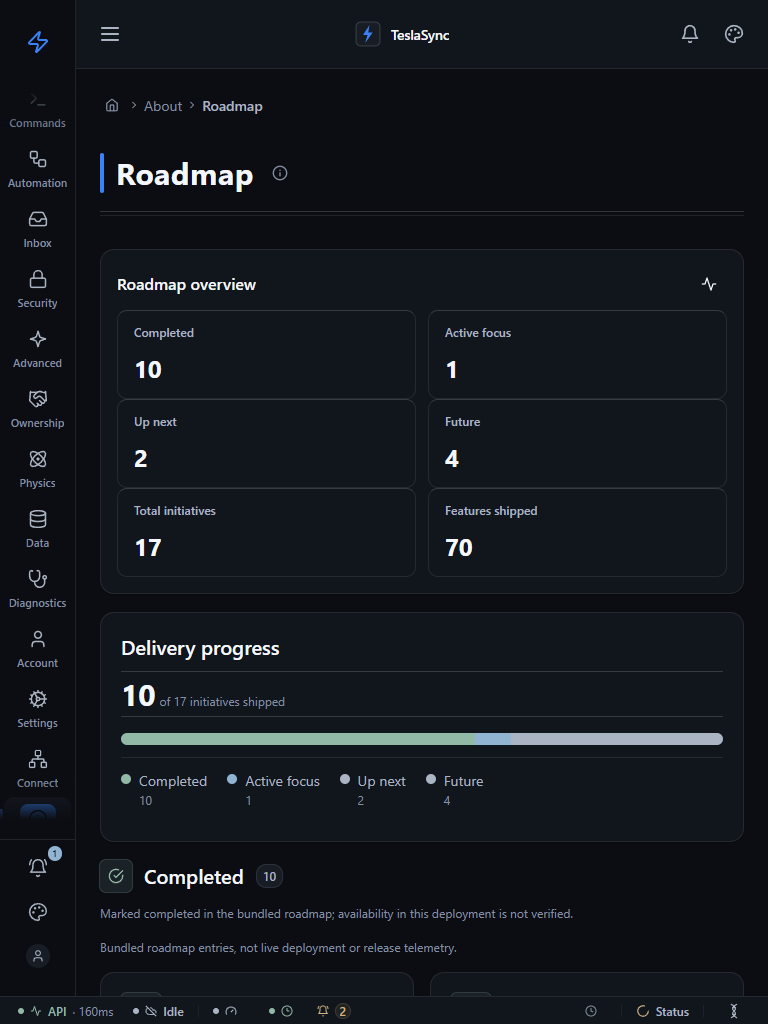 TeslaSync
Commands
Automation
Inbox
Security
Advanced
Ownership
Physics
Data
Diagnostics
Account
Settings
Connect
1
About
Roadmap
Roadmap
Roadmap overview
Completed
10
Active focus
1
Up next
2
Future
4
Total initiatives
17
Features shipped
70
Delivery progress
10 of 17 initiatives shipped
Completed
10
Active focus
1
Up next
2
Future
4
Completed 10
Marked completed in the bundled roadmap; availability in this deployment is not verified.
Bundled roadmap entries, not live deployment or release telemetry.
API · 160ms
Idle
2
Status